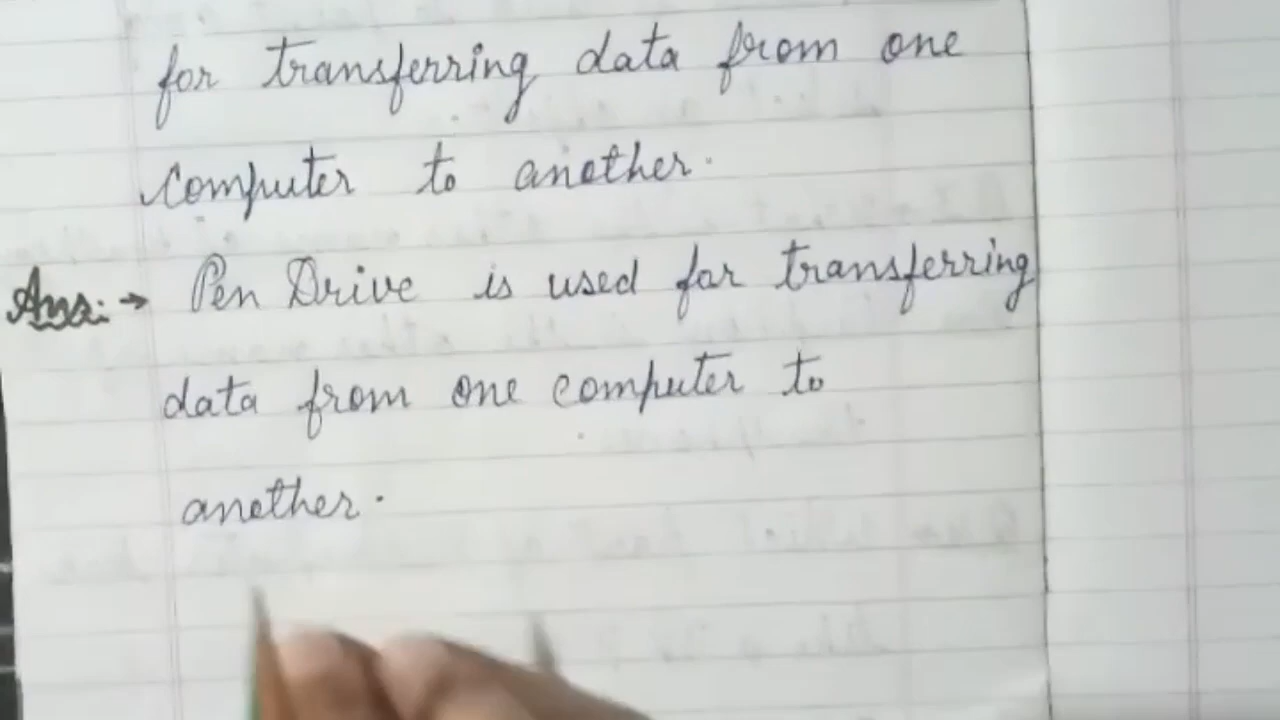 for transferring data from one
computer to another.
Ans:→ Pen Drive is used for transferring
data from one computer to
another.